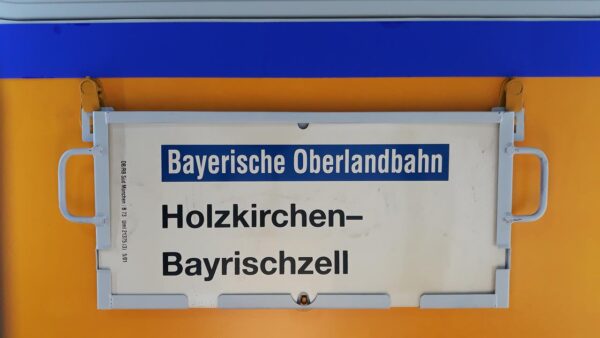 Bayerische Oberlandbahn
Holzkirchen–
Bayrischzell